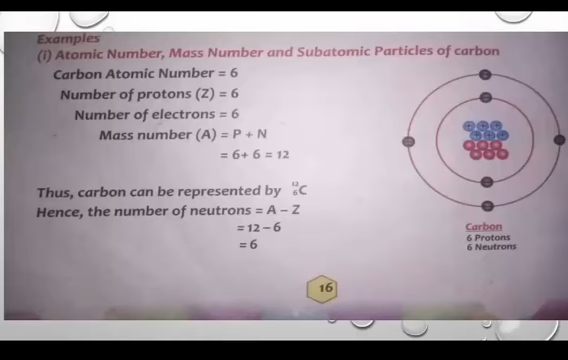 Examples
(i) Atomic Number, Mass Number and Subatomic Particles of carbon
Carbon Atomic Number = 6
Number of protons (Z) = 6
Number of electrons = 6
Mass number (A) = P + N
= 6+ 6 = 12
Thus, carbon can be represented by ¹²₆C
Hence, the number of neutrons = A – Z
= 12 – 6
= 6
Carbon
6 Protons
6 Neutrons
16